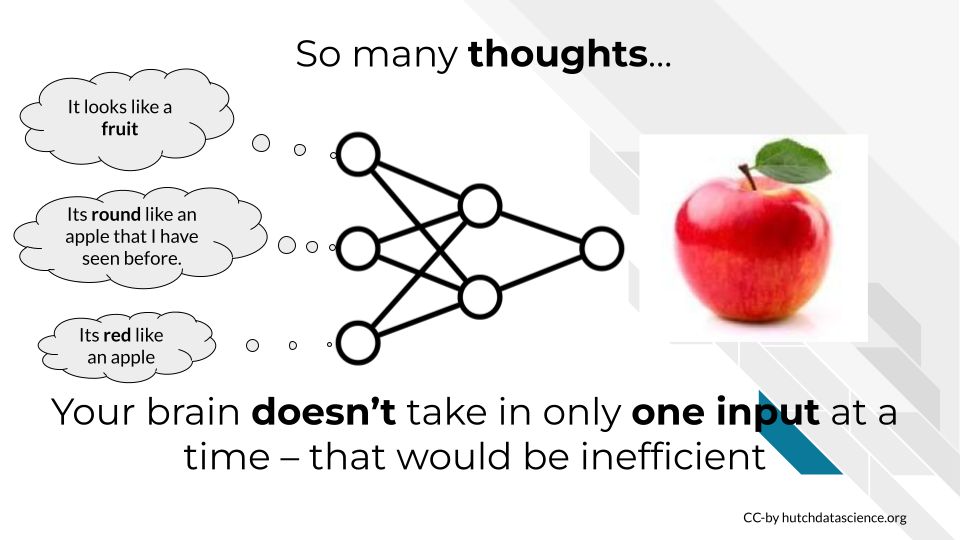 So many thoughts...
It looks like a
fruit
Its round like an
apple that I have
seen before.
Its red like
an apple
Your brain doesn't take in only one input at a
time – that would be inefficient
CC-by hutchdatascience.org